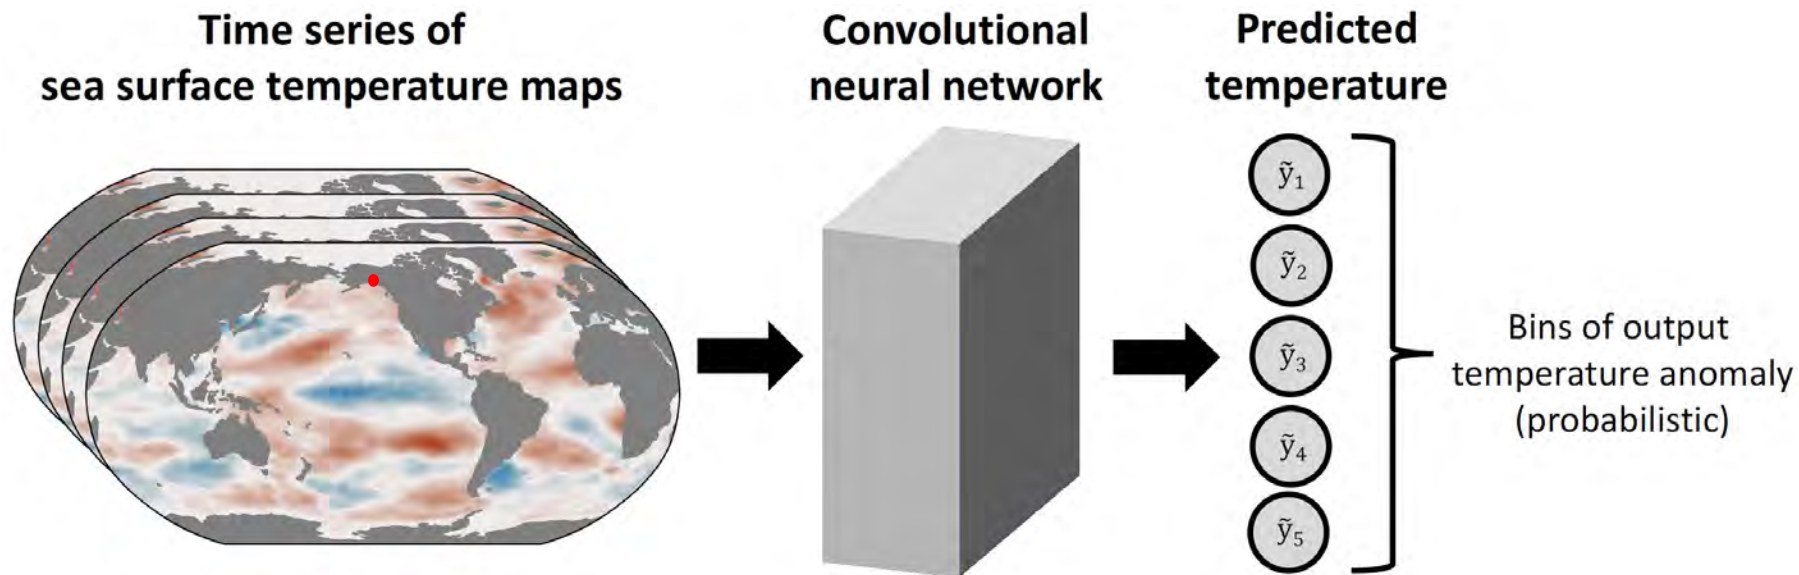 Time series of
sea surface temperature maps
Convolutional
neural network
Predicted
temperature
ỹ₁
ỹ₂
ỹ₃
ỹ₄
ỹ₅
Bins of output
temperature anomaly
(probabilistic)